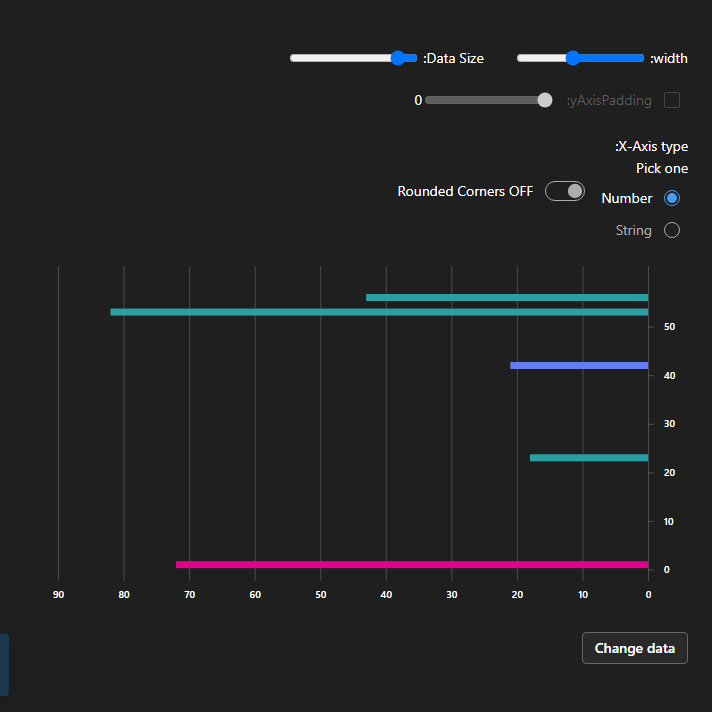 :width
:Data Size
:yAxisPadding
0
:X-Axis type
Pick one
Number
Rounded Corners OFF
String
50
40
30
20
10
0
90 80 70 60 50 40 30 20 10 0
Change data